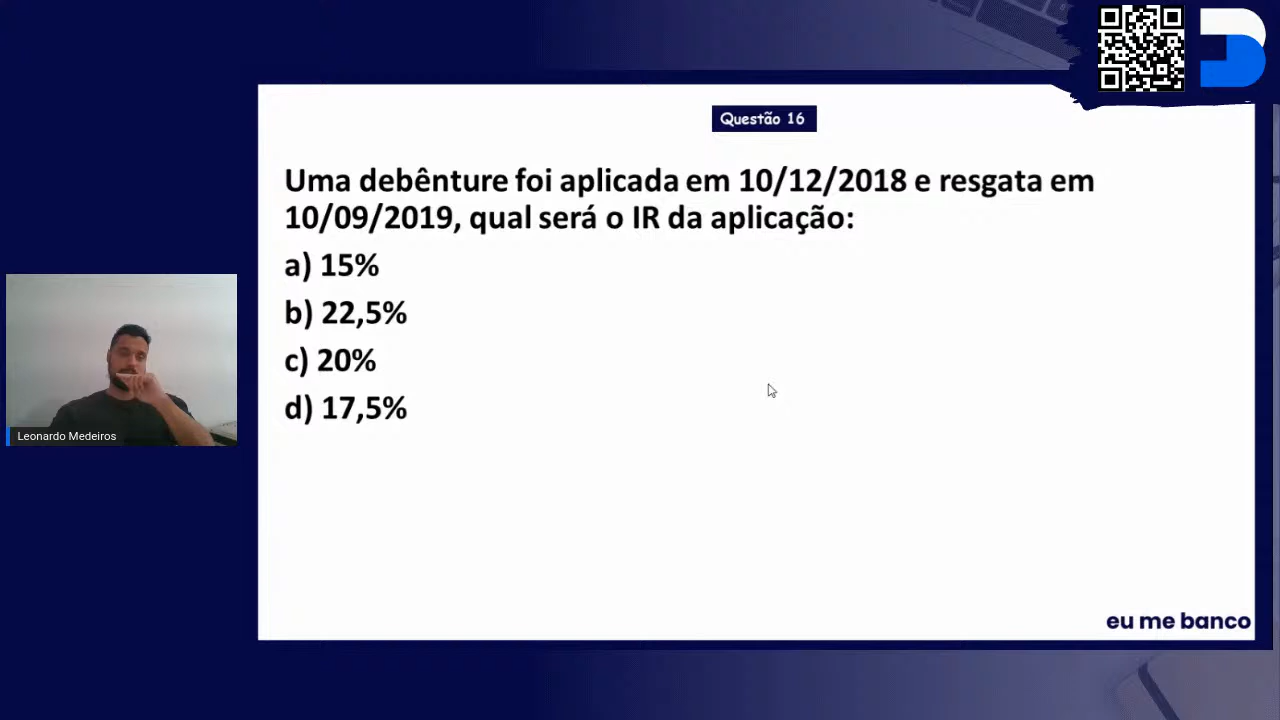 Questão 16
Uma debênture foi aplicada em 10/12/2018 e resgata em
10/09/2019, qual será o IR da aplicação:
a) 15%
b) 22,5%
c) 20%
d) 17,5%
Leonardo Medeiros
eu me banco